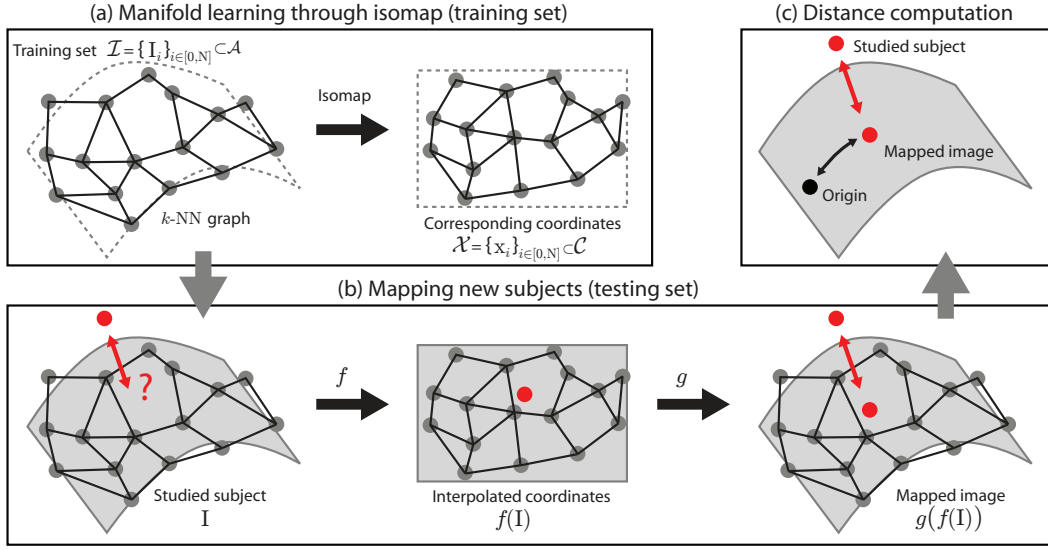 (a) Manifold learning through isomap (training set)
Training set 𝓘={I_i}_{i∈[0,N]}⊂𝒜
Isomap
k-NN graph
Corresponding coordinates
𝒳={x_i}_{i∈[0,N]}⊂𝒞
(c) Distance computation
Studied subject
Mapped image
Origin
(b) Mapping new subjects (testing set)
?
f
g
Studied subject
I
Interpolated coordinates
f(I)
Mapped image
g(f(I))